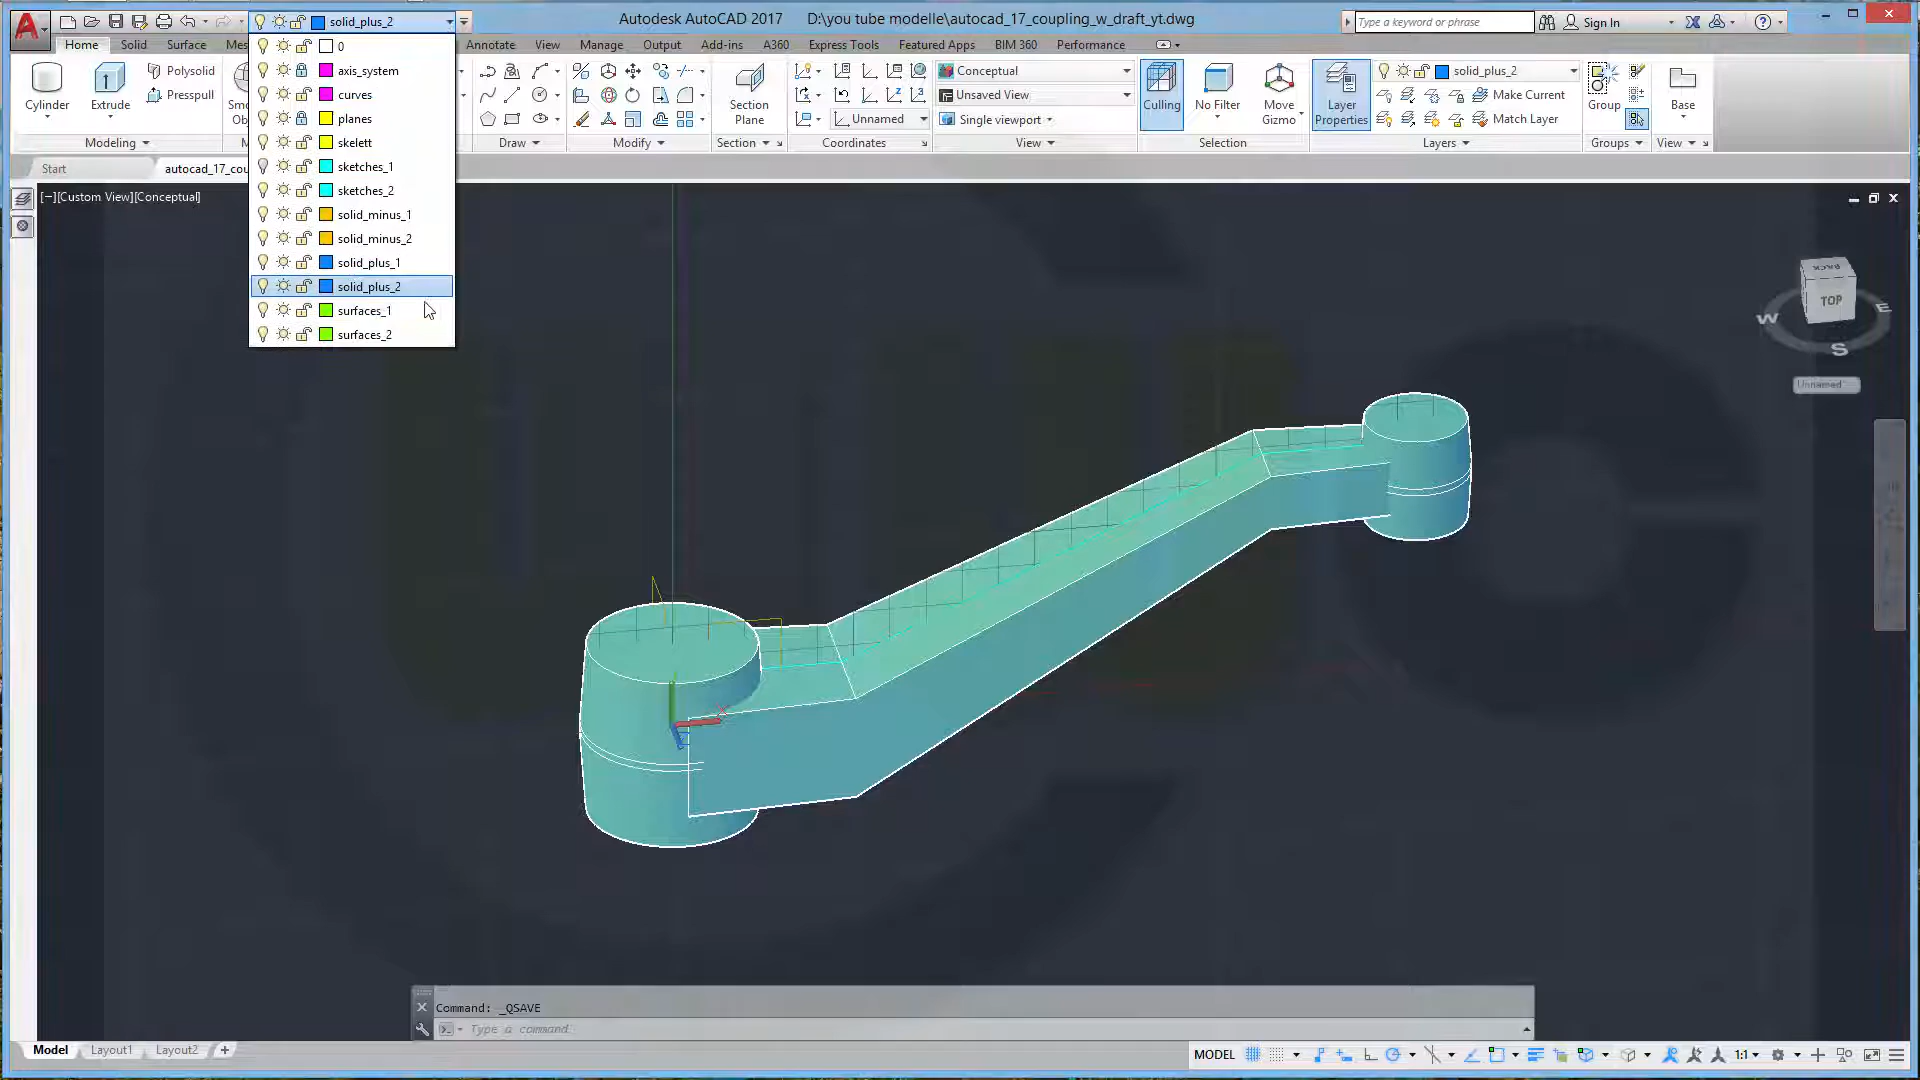 solid_plus_2
Autodesk AutoCAD 2017 D:\you tube modelle\autocad_17_coupling_w_draft_yt.dwg
Type a keyword or phrase
Sign In
Home Solid Surface Mes Annotate View Manage Output Add-ins A360 Express Tools Featured Apps BIM 360 Performance
0
axis_system
curves
planes
skelett
sketches_1
sketches_2
solid_minus_1
solid_minus_2
solid_plus_1
solid_plus_2
surfaces_1
surfaces_2
Cylinder
Extrude
Polysolid
Presspull
Modeling
Draw
Modify
Section Plane
Section
Unnamed
Coordinates
Conceptual
Unsaved View
Single viewport
View
Culling
No Filter
Move Gizmo
Selection
Layer Properties
solid_plus_2
Make Current
Match Layer
Layers
Group
Groups
Base
View
Start
autocad_17_cou
[−][Custom View][Conceptual]
BACK
TOP
W
E
S
Unnamed
Command: _QSAVE
Type a command
Model Layout1 Layout2
MODEL
1:1